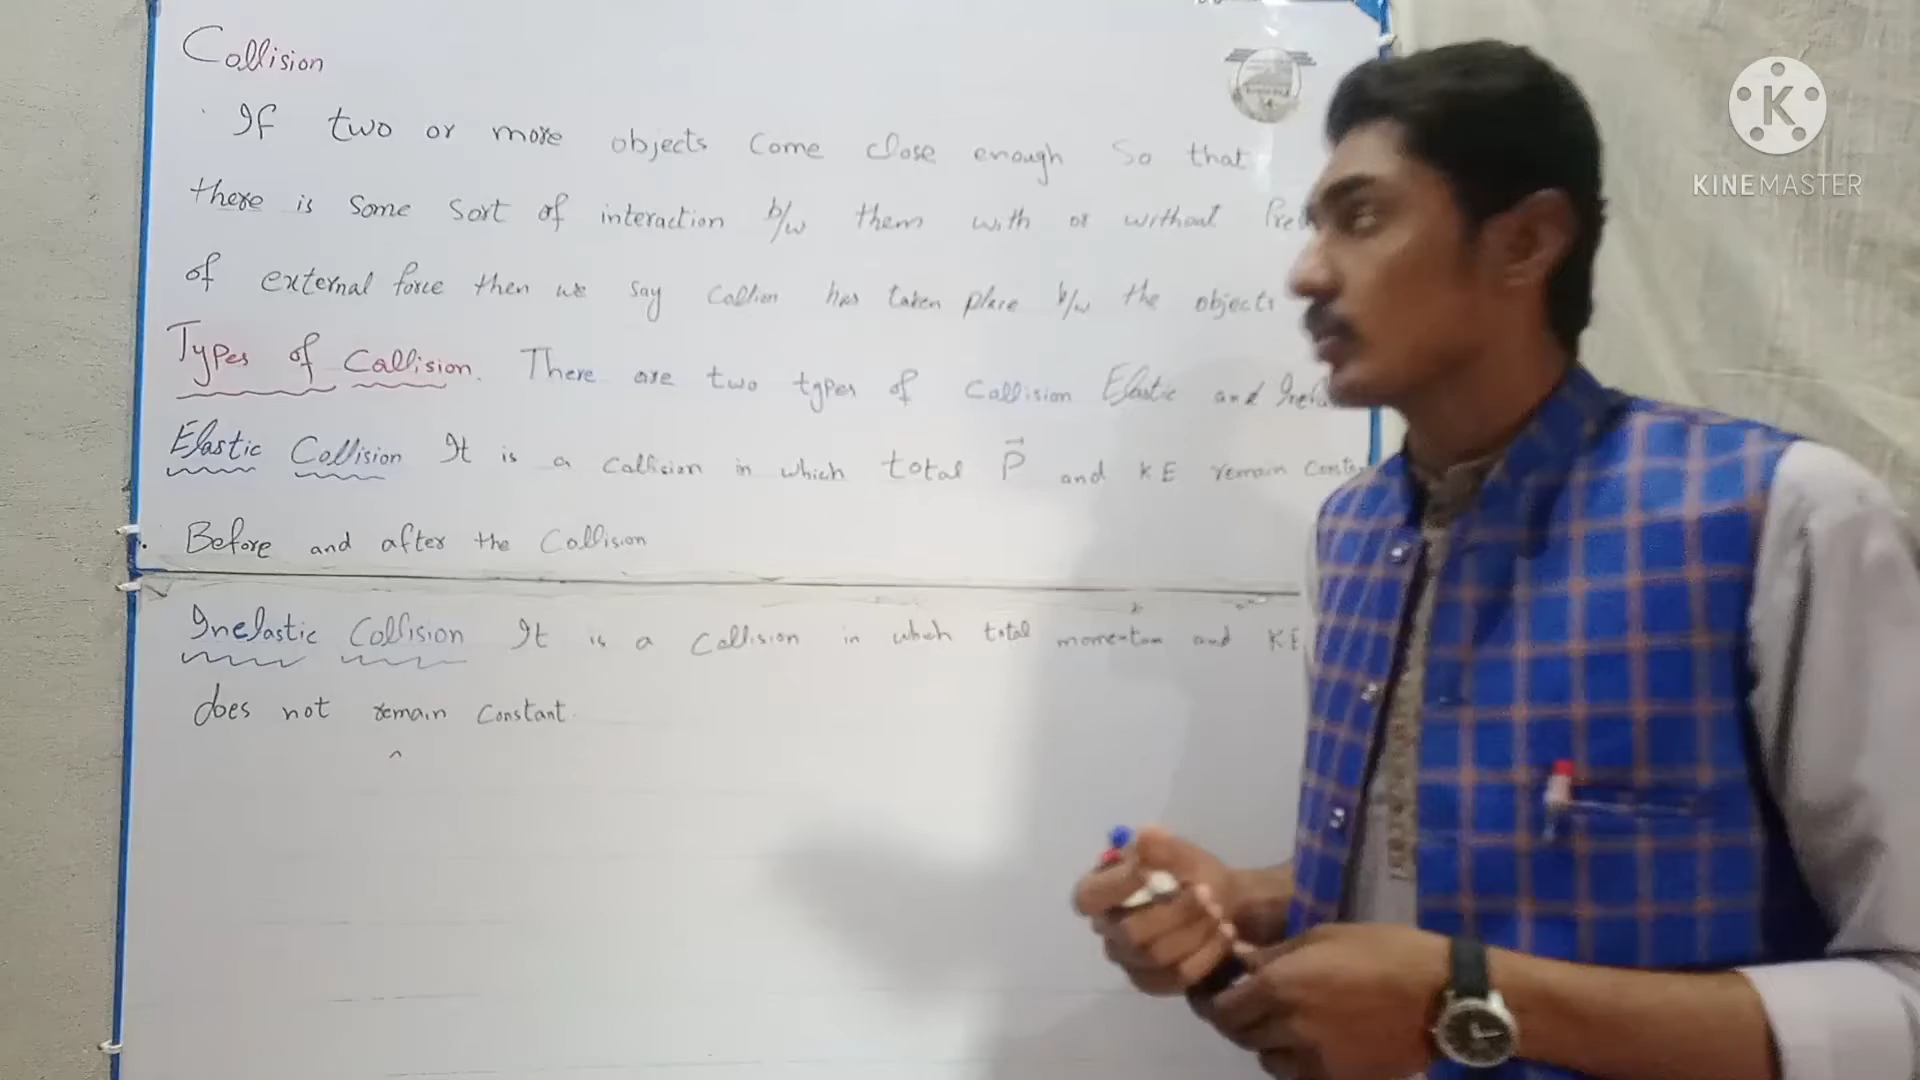 Collision
If two or more objects come close enough so that
there is some sort of interaction b/w them with or without Pre
of external force then we say Collion has taken place b/w the objects
Types of Collision. There are two types of Collision Elastic and
Elastic Collision It is a Collision in which total P⃗ and KE remain
Before and after the Collision
Inelastic Collision It is a Collision in which total momentum and KE
does not remain Constant.
K
KINEMASTER